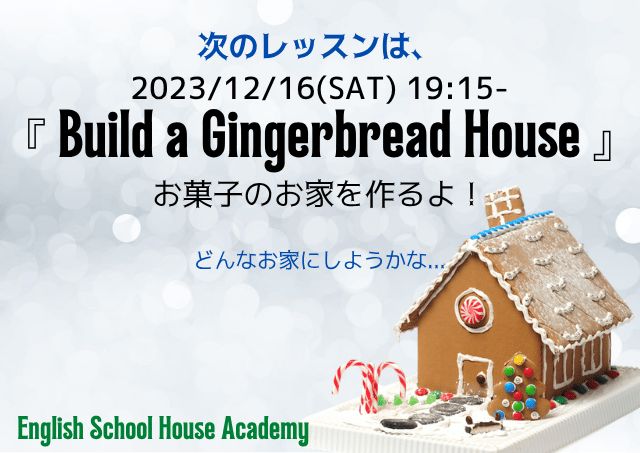 次のレッスンは、
2023/12/16(SAT) 19:15-
『 Build a Gingerbread House 』
お菓子のお家を作るよ！
どんなお家にしようかな...
English School House Academy